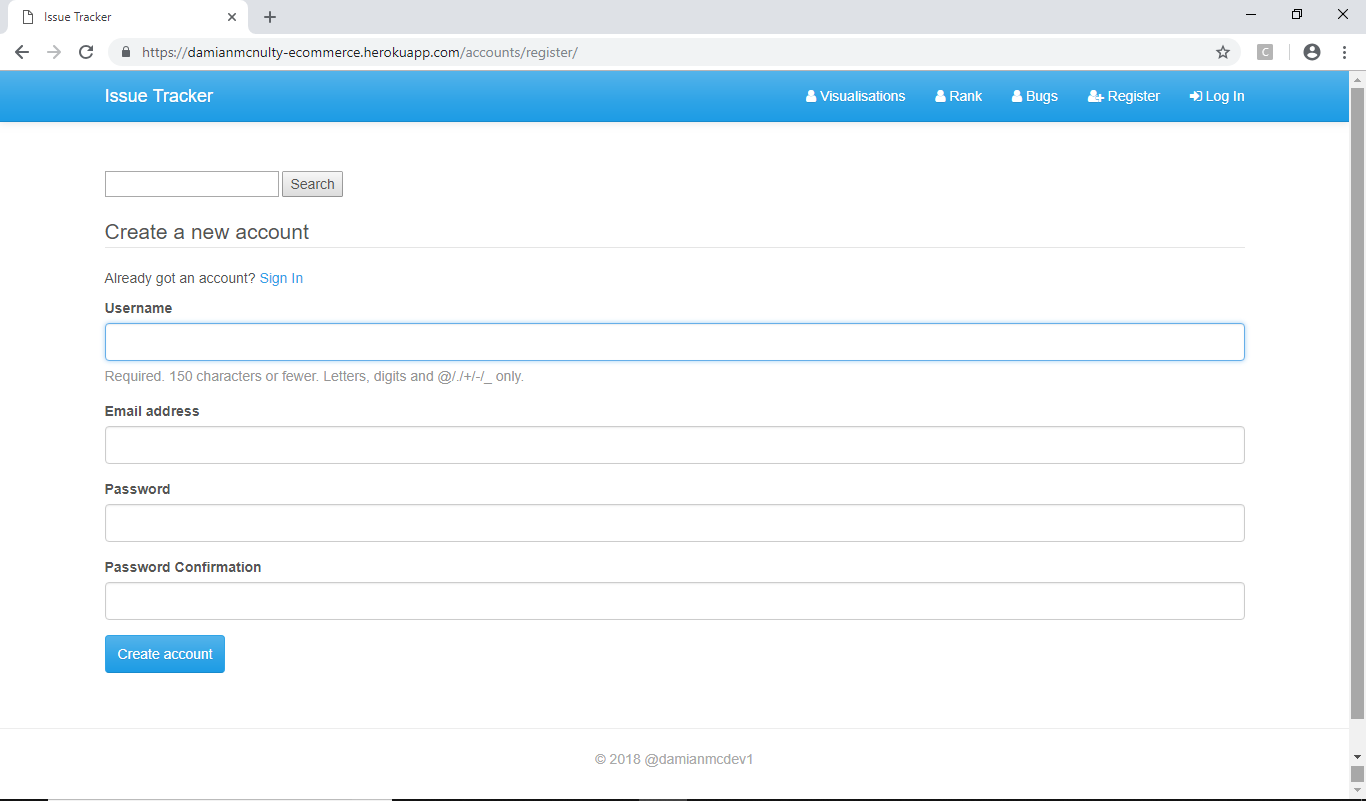 Issue Tracker
https://damianmcnulty-ecommerce.herokuapp.com/accounts/register/
C
Issue Tracker Visualisations Rank Bugs Register Log In
Search
Create a new account
Already got an account? Sign In
Username
Required. 150 characters or fewer. Letters, digits and @/./+/-/_ only.
Email address
Password
Password Confirmation
Create account
© 2018 @damianmcdev1